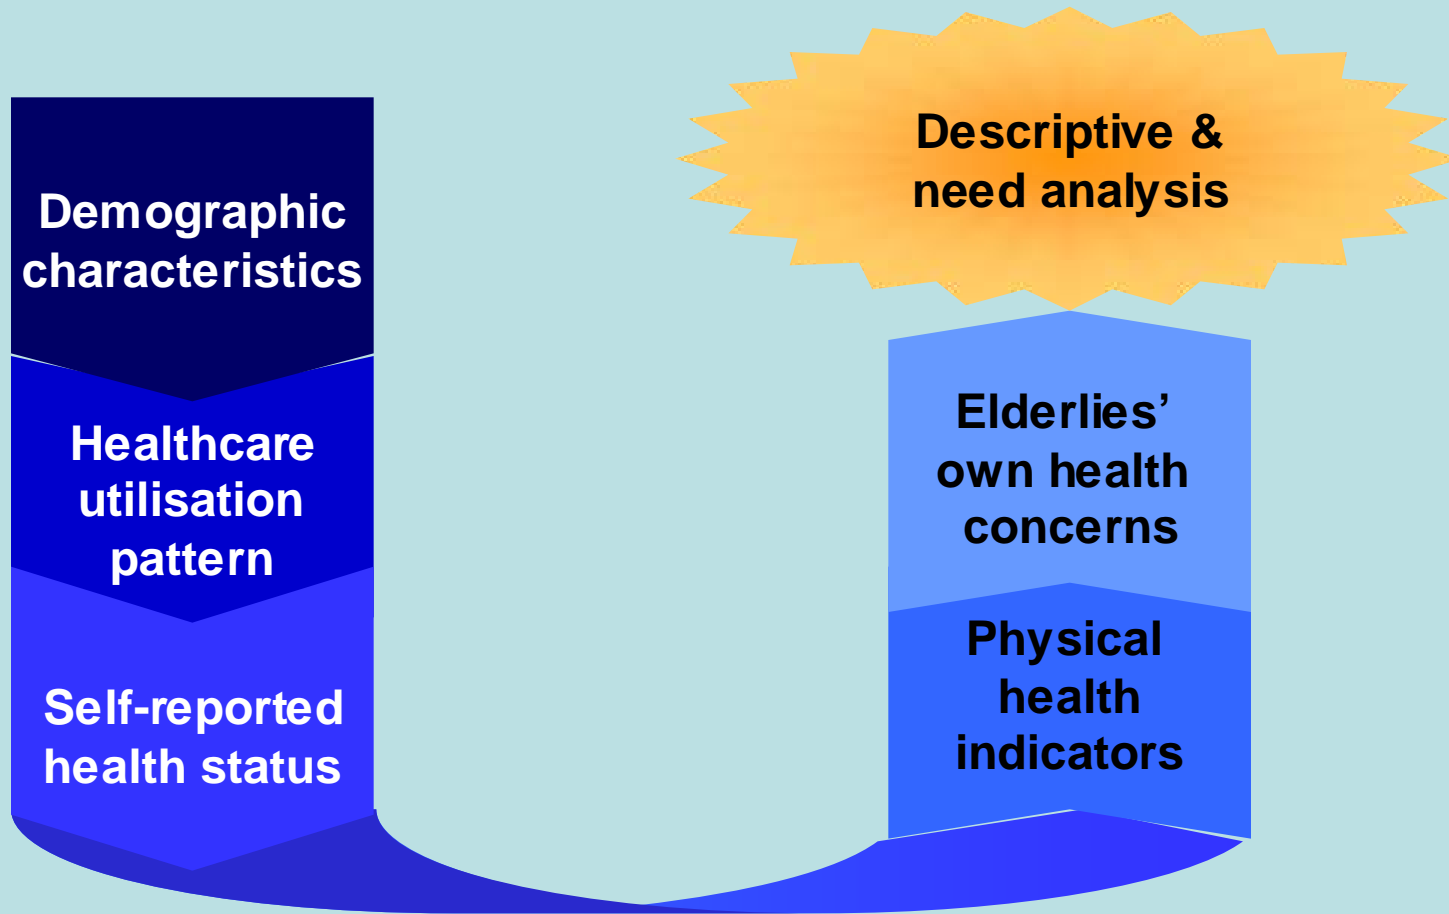 Demographic
characteristics
Healthcare
utilisation
pattern
Self-reported
health status
Descriptive &
need analysis
Elderlies’
own health
concerns
Physical
health
indicators